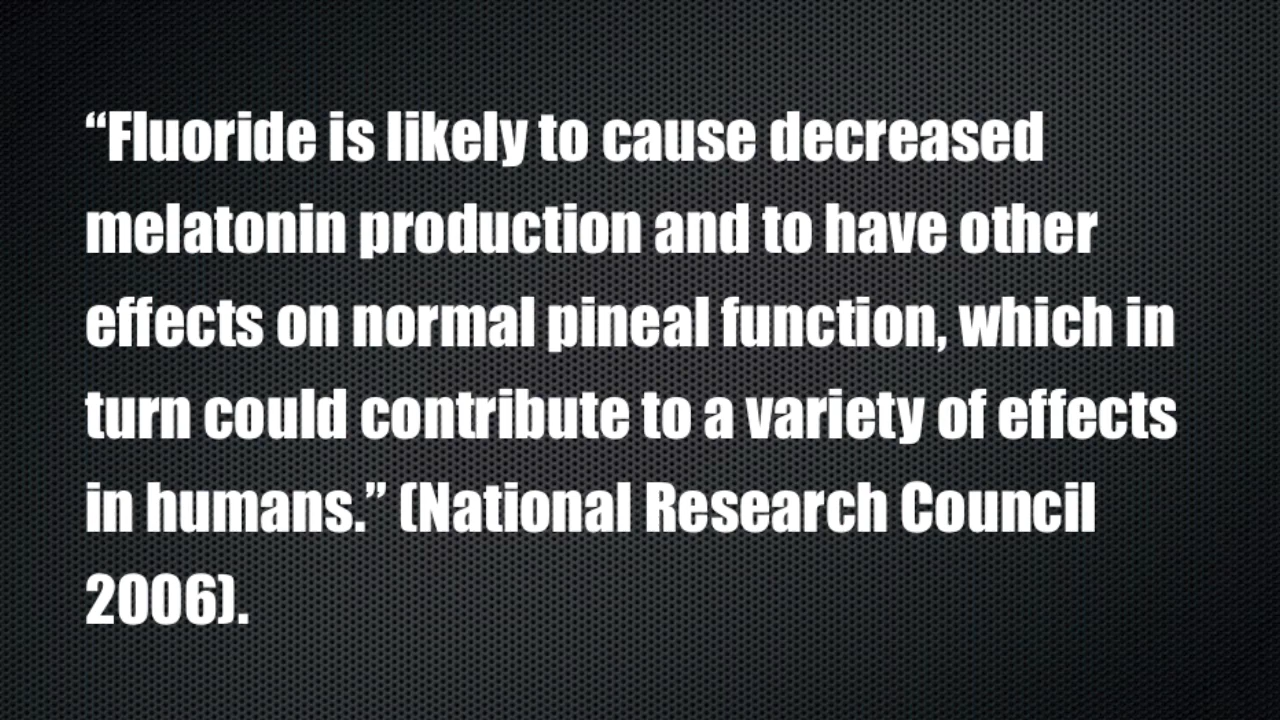 “Fluoride is likely to cause decreased
melatonin production and to have other
effects on normal pineal function, which in
turn could contribute to a variety of effects
in humans.” (National Research Council
2006).